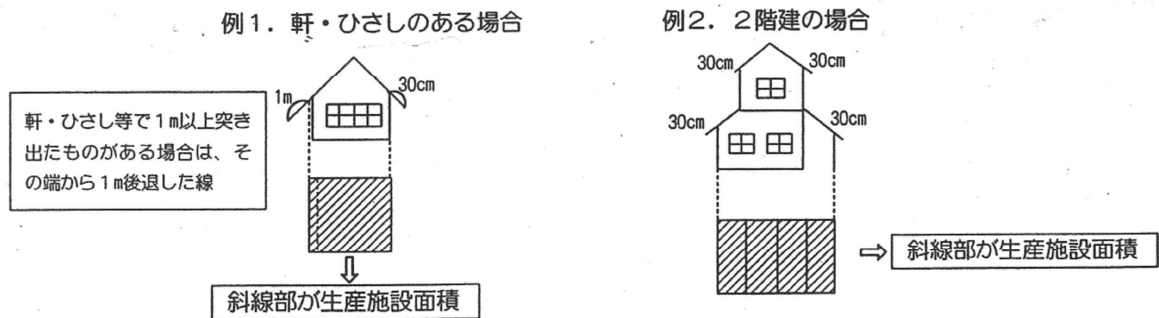 例1．軒・ひさしのある場合
1m
30cm
軒・ひさし等で1m以上突き
出たものがある場合は、そ
の端から1m後退した線
斜線部が生産施設面積
例2．2階建の場合
30cm
30cm
30cm
30cm
斜線部が生産施設面積